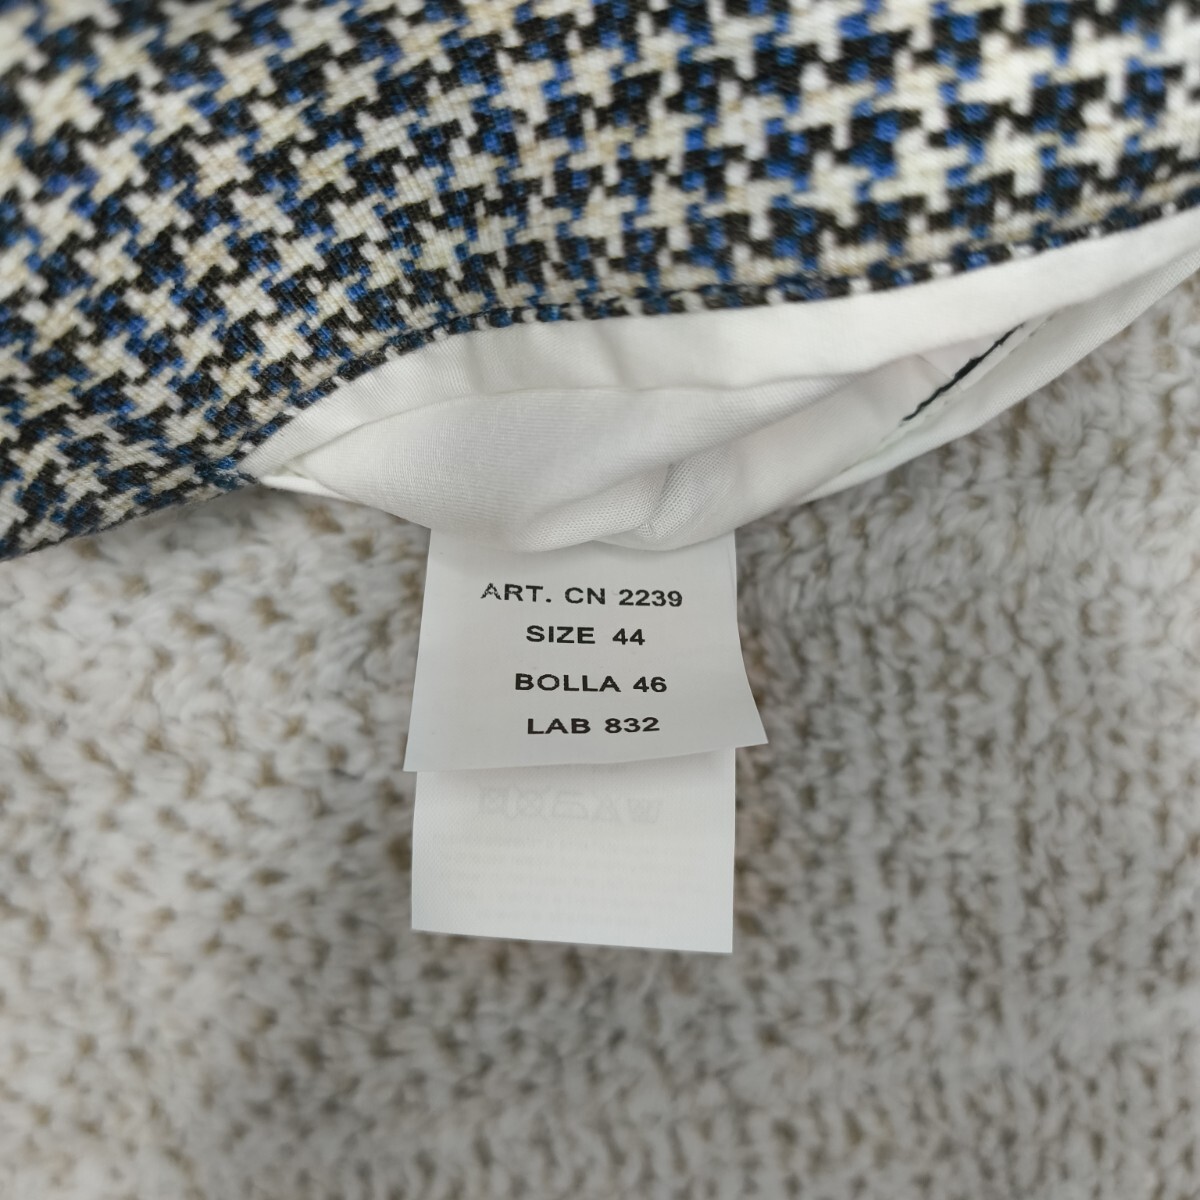 ART. CN 2239
SIZE 44
BOLLA 46
LAB 832